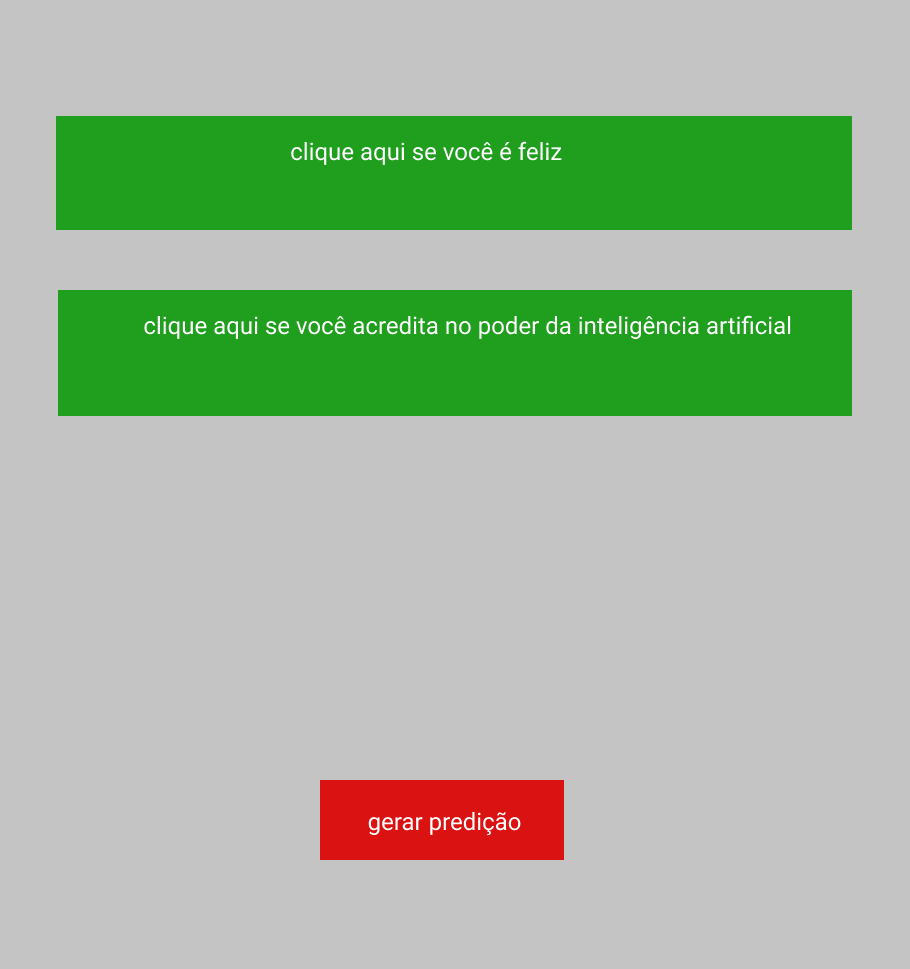 clique aqui se você é feliz
clique aqui se você acredita no poder da inteligência artificial
gerar predição